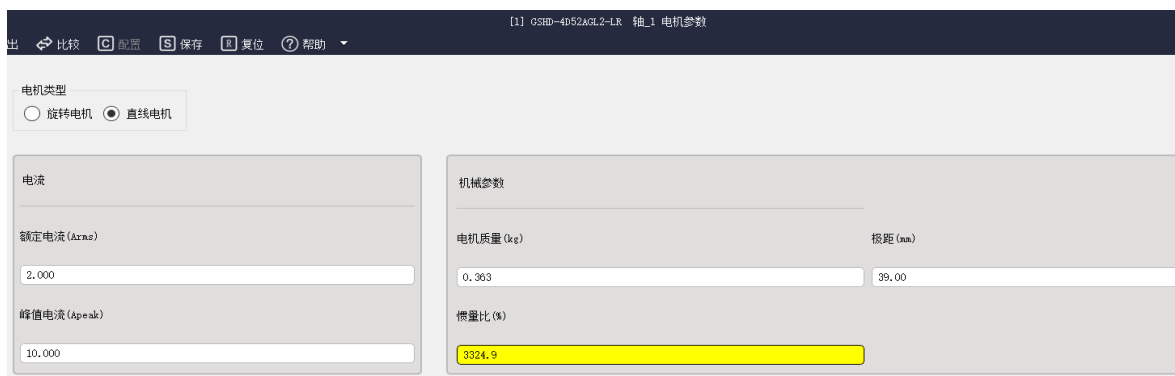 [1] GSHD-4D52AGL2-LR 轴_1 电机参数
出 比较 C 配置 S 保存 R 复位 ? 帮助
电机类型
旋转电机 直线电机
电流
机械参数
额定电流(Arms)
电机质量(kg) 极距(mm)
2.000
0.363 39.00
峰值电流(Apeak)
惯量比(%)
10.000
3324.9